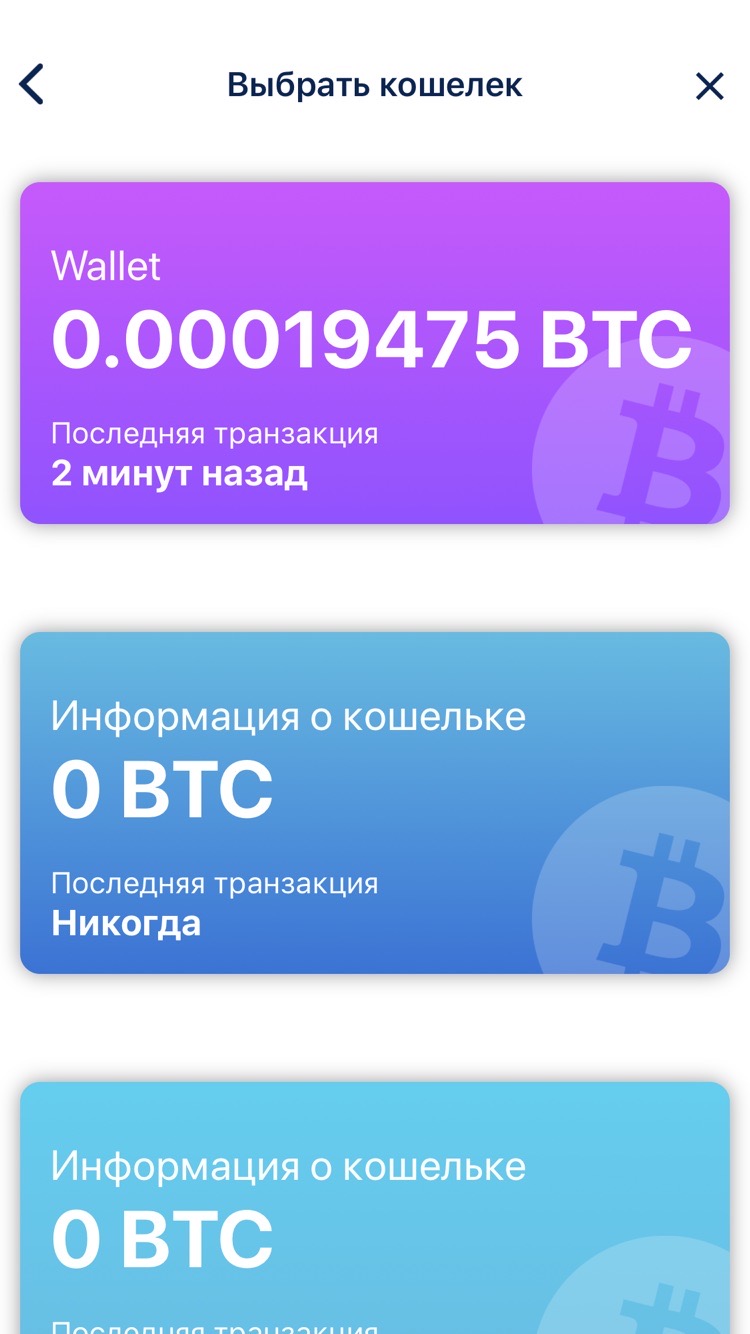 Выбрать кошелек
Wallet
0.00019475 BTC
Последняя транзакция
2 минут назад
Информация о кошельке
0 BTC
Последняя транзакция
Никогда
Информация о кошельке
0 BTC
Последняя транзакция